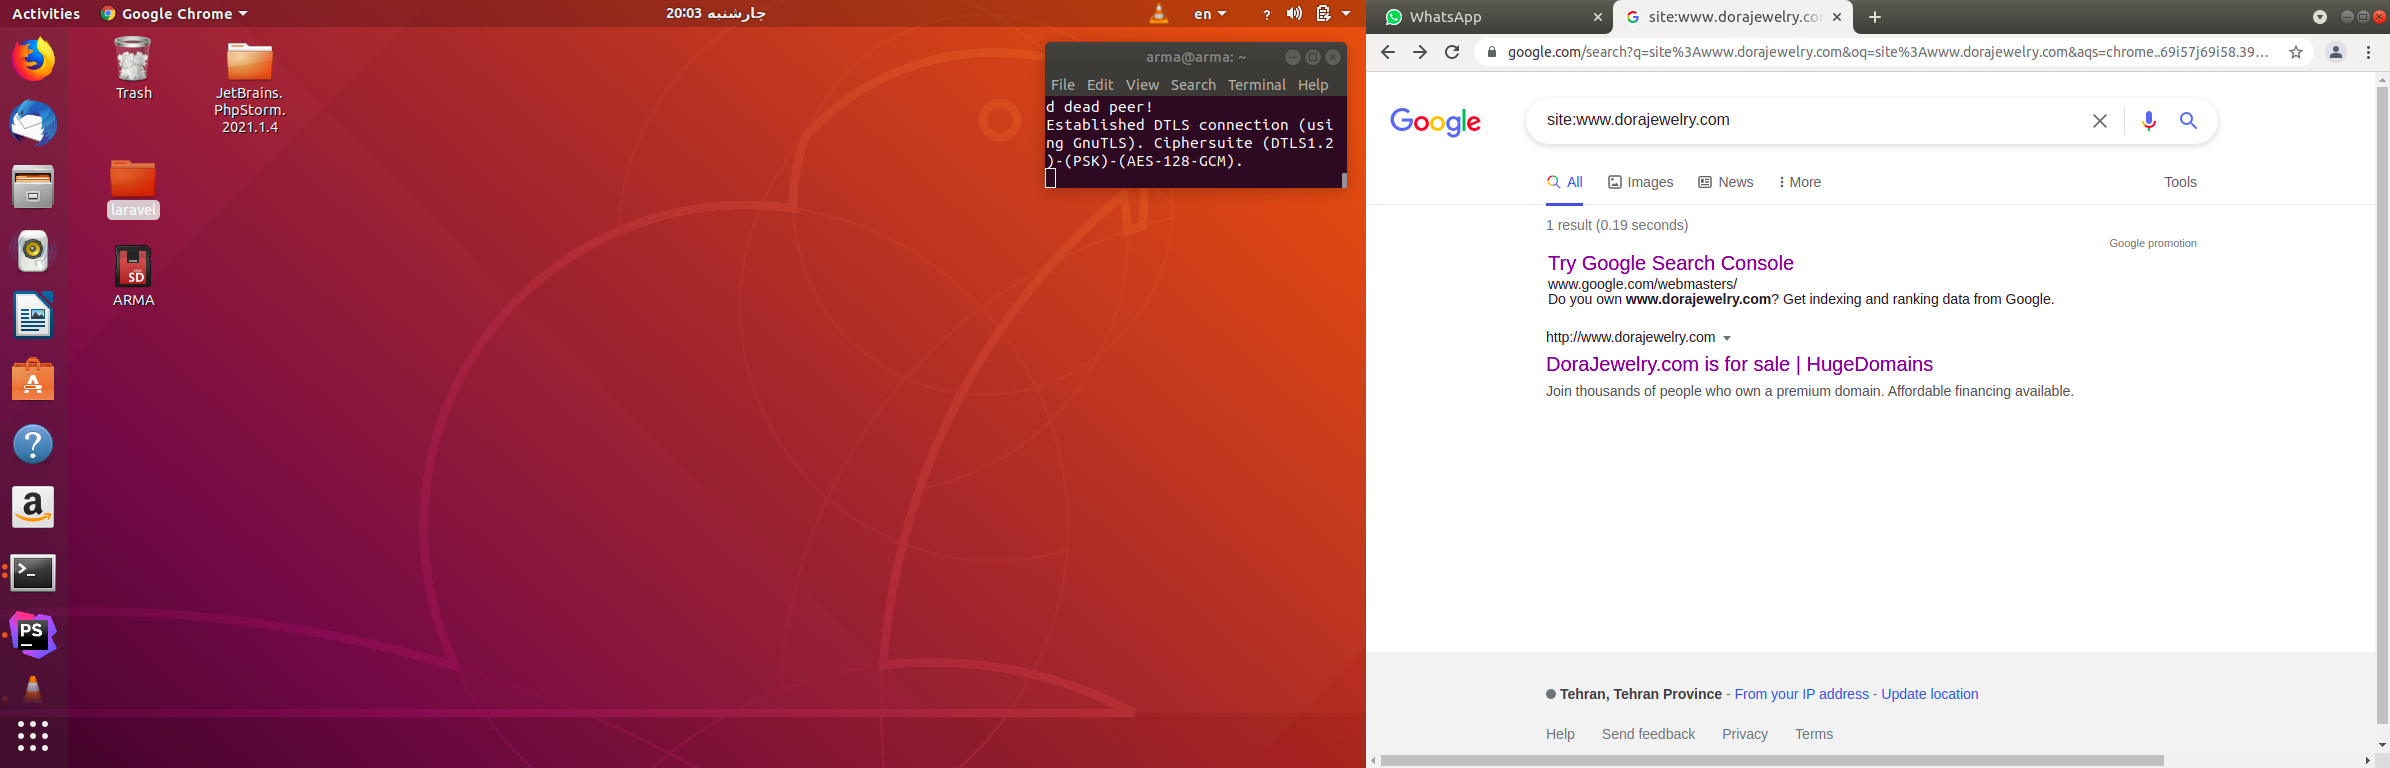 Activities
Google Chrome
چارشنبه 20:03
en
?
Trash
JetBrains.
PhpStorm.
2021.1.4
laravel
SD
ARMA
arma@arma: ~
File Edit View Search Terminal Help
d dead peer!
Established DTLS connection (usi
ng GnuTLS). Ciphersuite (DTLS1.2
)-(PSK)-(AES-128-GCM).
A
?
a
>_
PS
WhatsApp
site:www.dorajewelry.co
google.com/search?q=site%3Awww.dorajewelry.com&oq=site%3Awww.dorajewelry.com&aqs=chrome..69i57j69i58.39...
Google
site:www.dorajewelry.com
All
Images
News
More
Tools
1 result (0.19 seconds)
Google promotion
Try Google Search Console
www.google.com/webmasters/
Do you own www.dorajewelry.com? Get indexing and ranking data from Google.
http://www.dorajewelry.com
DoraJewelry.com is for sale | HugeDomains
Join thousands of people who own a premium domain. Affordable financing available.
Tehran, Tehran Province - From your IP address - Update location
Help Send feedback Privacy Terms